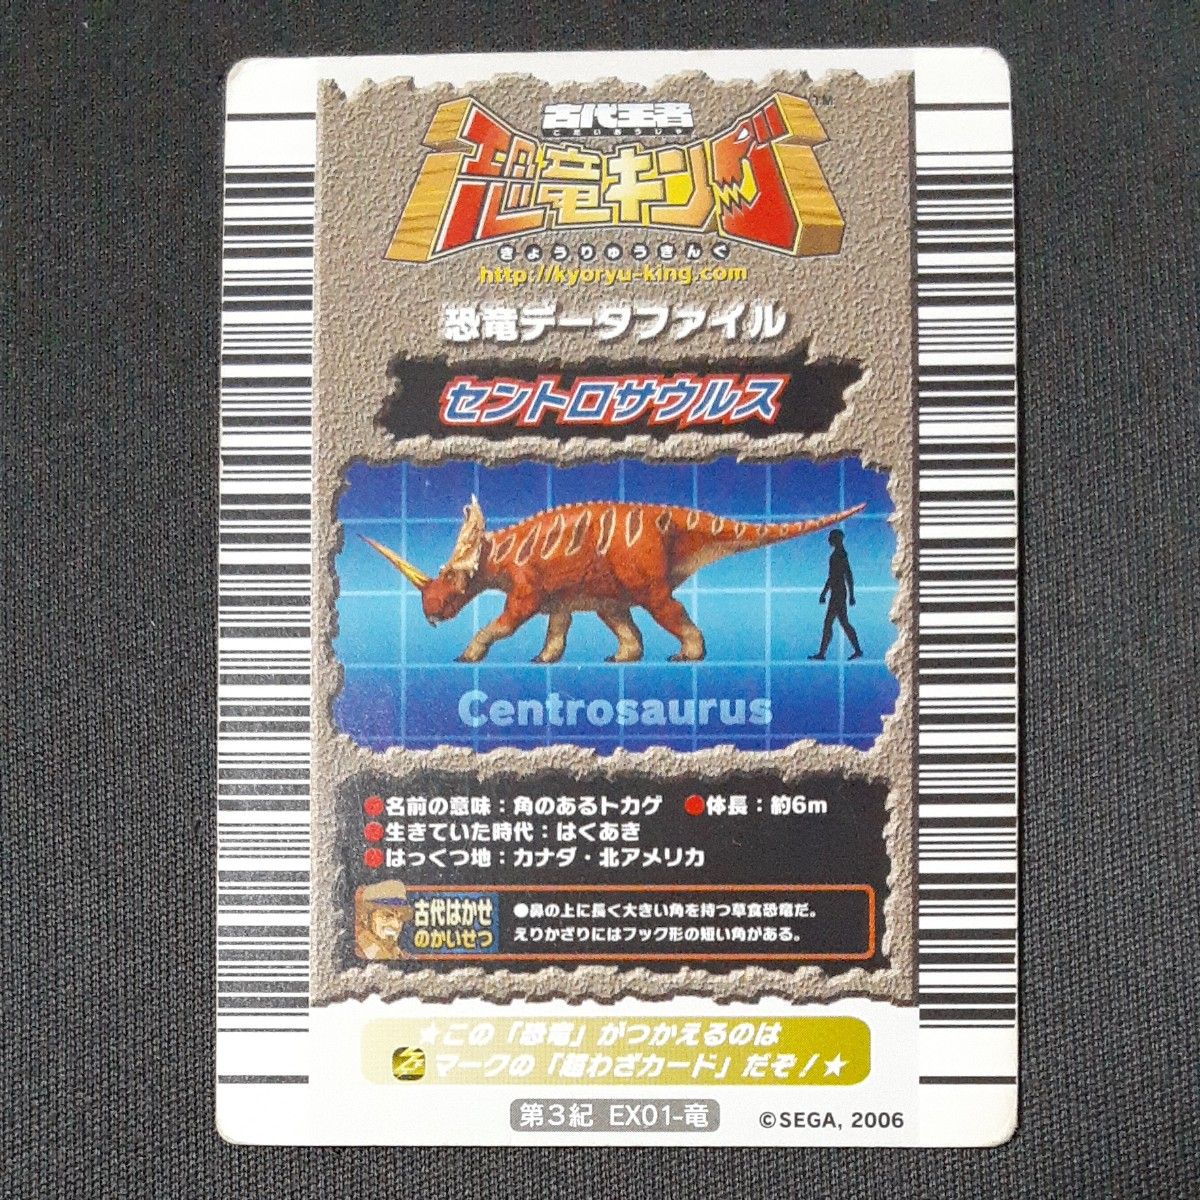 古代王者
こだいおうじゃ
恐竜キング
TM
きょうりゅうきんぐ
http://kyoryu-king.com
恐竜データファイル
セントロサウルス
Centrosaurus
●名前の意味：角のあるトカゲ ●体長：約6m
●生きていた時代：はくあき
●はっくつ地：カナダ・北アメリカ
古代はかせ
のかいせつ
●鼻の上に長く大きい角を持つ草食恐竜だ。
えりかざりにはフック形の短い角がある。
★この「恐竜」がつかえるのは
マークの「超わざカード」だぞ！★
第3紀 EX01-竜
©SEGA, 2006